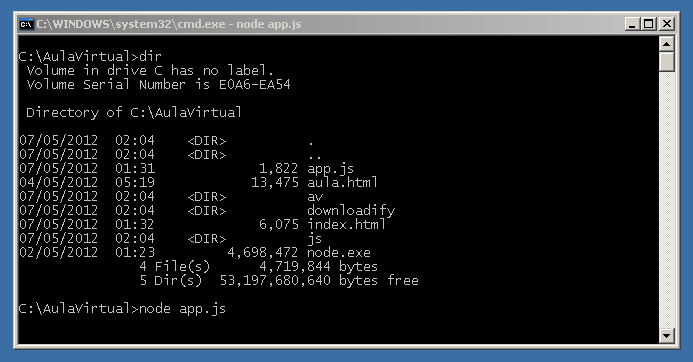 C:\WINDOWS\system32\cmd.exe - node app.js
C:\AulaVirtual>dir
 Volume in drive C has no label.
 Volume Serial Number is E0A6-EA54

 Directory of C:\AulaVirtual

07/05/2012  02:04    <DIR>          .
07/05/2012  02:04    <DIR>          ..
07/05/2012  01:31             1,822 app.js
04/05/2012  05:19            13,475 aula.html
07/05/2012  02:04    <DIR>          av
07/05/2012  02:04    <DIR>          downloadify
07/05/2012  01:32             6,075 index.html
07/05/2012  02:04    <DIR>          js
02/05/2012  01:23         4,698,472 node.exe
               4 File(s)      4,719,844 bytes
               5 Dir(s)  53,197,680,640 bytes free

C:\AulaVirtual>node app.js